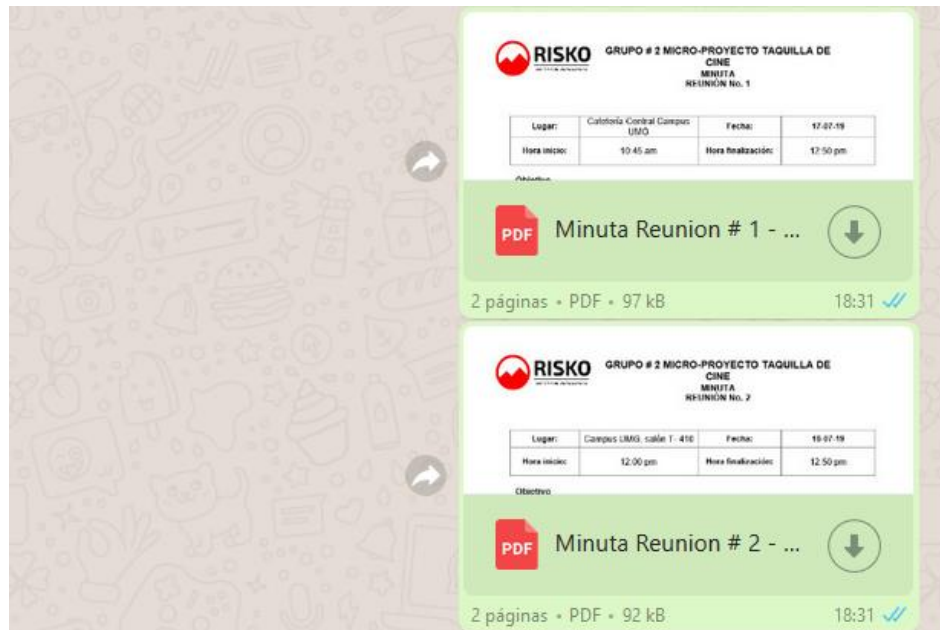 RISKO
GRUPO # 2 MICRO-PROYECTO TAQUILLA DE
CINE
MINUTA
REUNIÓN No. 1
Lugar: Cafetería Central Campus UMG Fecha: 17-07-19
Hora inicio: 10:45 am Hora finalización: 12:50 pm
Objetivo
PDF Minuta Reunion # 1 - ...
2 páginas • PDF • 97 kB 18:31
RISKO
GRUPO # 2 MICRO-PROYECTO TAQUILLA DE
CINE
MINUTA
REUNIÓN No. 2
Lugar: Campus UMG, salón T- 410 Fecha:
Hora inicio: 12:00 pm Hora finalización: 12:50 pm
Objetivo
PDF Minuta Reunion # 2 - ...
2 páginas • PDF • 92 kB 18:31